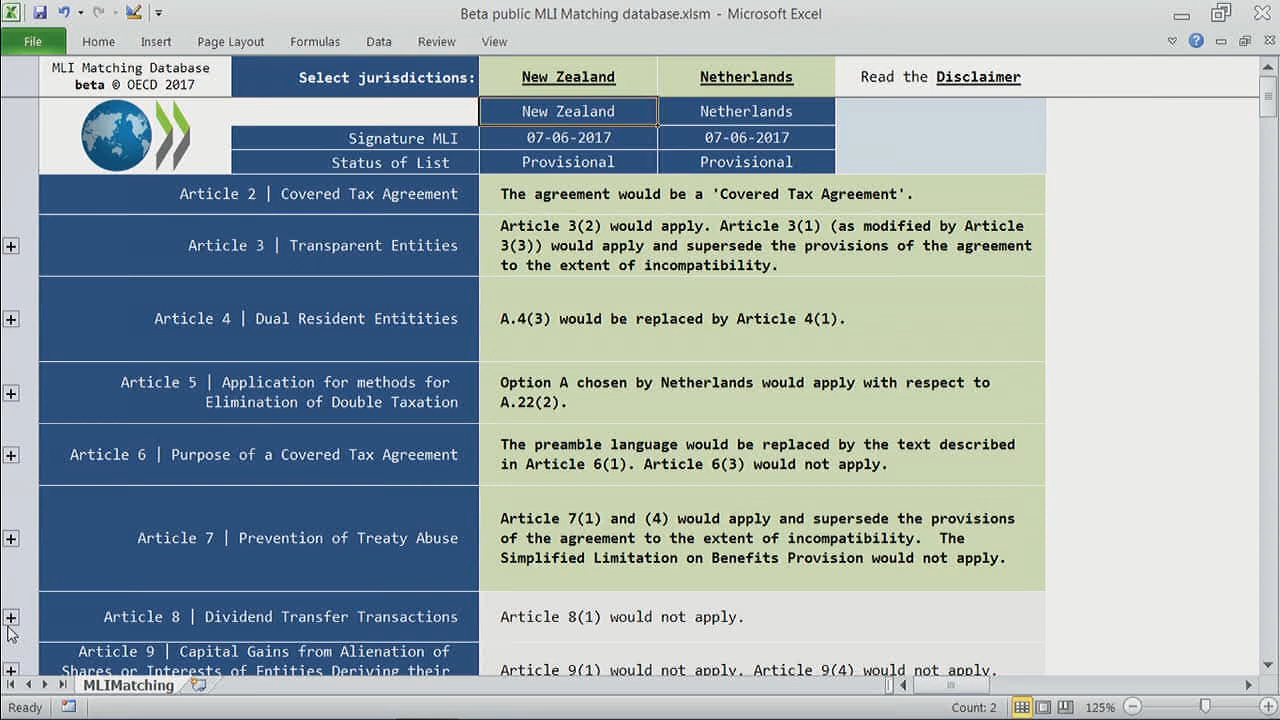 Beta public MLI Matching database.xlsm - Microsoft Excel
File Home Insert Page Layout Formulas Data Review View
MLI Matching Database
beta © OECD 2017
Select jurisdictions: New Zealand Netherlands Read the Disclaimer
New Zealand Netherlands
Signature MLI 07-06-2017 07-06-2017
Status of List Provisional Provisional
Article 2 | Covered Tax Agreement
The agreement would be a 'Covered Tax Agreement'.
Article 3 | Transparent Entities
Article 3(2) would apply. Article 3(1) (as modified by Article
3(3)) would apply and supersede the provisions of the agreement
to the extent of incompatibility.
Article 4 | Dual Resident Entitities
A.4(3) would be replaced by Article 4(1).
Article 5 | Application for methods for
Elimination of Double Taxation
Option A chosen by Netherlands would apply with respect to
A.22(2).
Article 6 | Purpose of a Covered Tax Agreement
The preamble language would be replaced by the text described
in Article 6(1). Article 6(3) would not apply.
Article 7 | Prevention of Treaty Abuse
Article 7(1) and (4) would apply and supersede the provisions
of the agreement to the extent of incompatibility. The
Simplified Limitation on Benefits Provision would not apply.
Article 8 | Dividend Transfer Transactions
Article 8(1) would not apply.
Article 9 | Capital Gains from Alienation of
Shares or Interests of Entities Deriving their
Article 9(1) would not apply. Article 9(4) would not apply.
MLIMatching
Ready Count: 2 125%